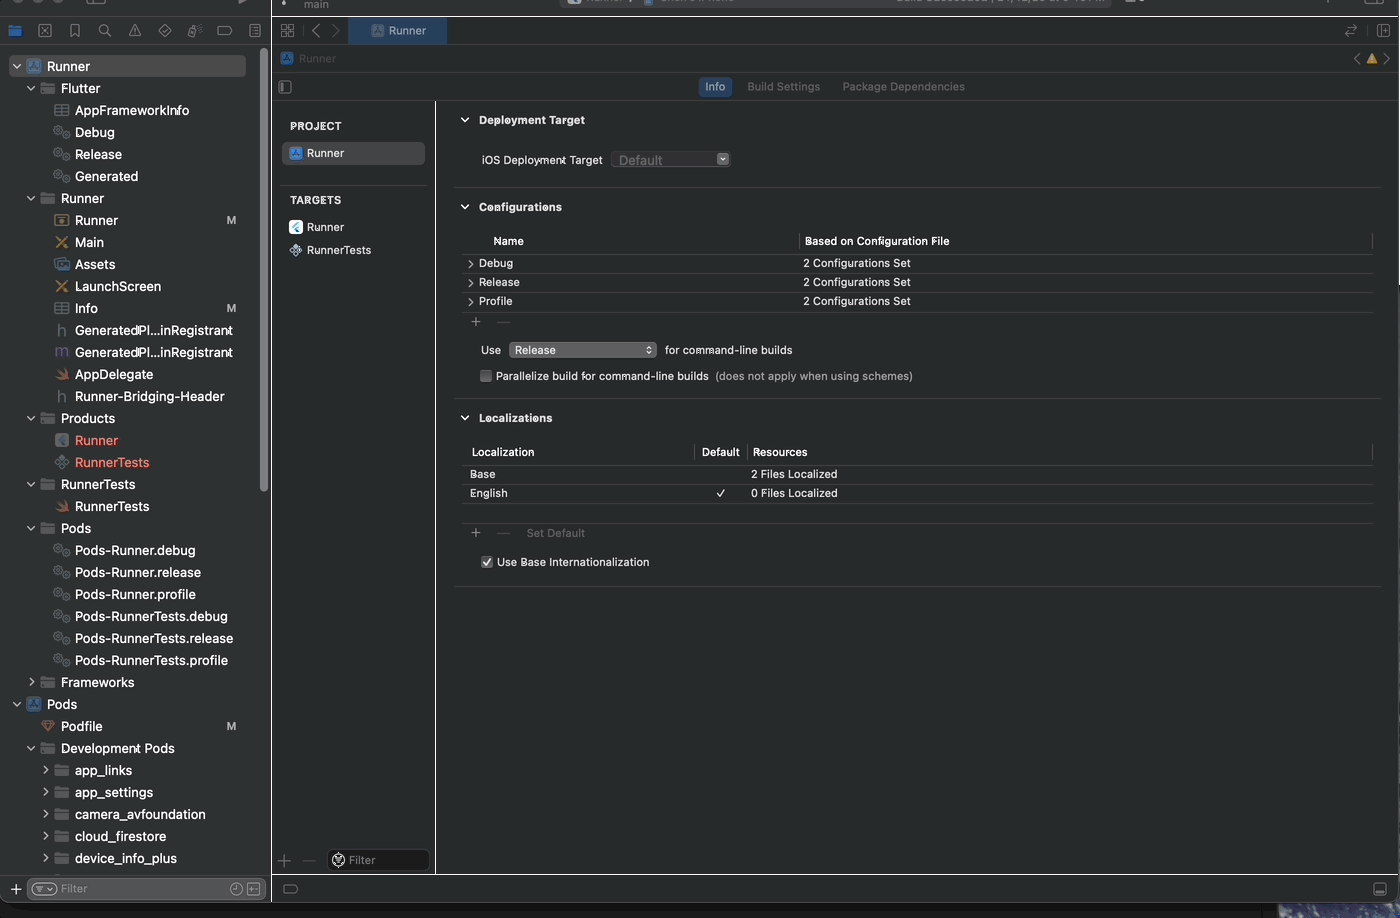 main
Runner
Flutter
AppFrameworkInfo
Debug
Release
Generated
Runner
Runner M
Main
Assets
LaunchScreen
Info M
GeneratedPl...inRegistrant
GeneratedPl...inRegistrant
AppDelegate
Runner-Bridging-Header
Products
Runner
RunnerTests
RunnerTests
RunnerTests
Pods
Pods-Runner.debug
Pods-Runner.release
Pods-Runner.profile
Pods-RunnerTests.debug
Pods-RunnerTests.release
Pods-RunnerTests.profile
Frameworks
Pods
Podfile M
Development Pods
app_links
app_settings
camera_avfoundation
cloud_firestore
device_info_plus
Filter
Runner
Runner
Info Build Settings Package Dependencies
PROJECT
Runner
TARGETS
Runner
RunnerTests
Filter
Deployment Target
iOS Deployment Target Default
Configurations
Name Based on Configuration File
Debug 2 Configurations Set
Release 2 Configurations Set
Profile 2 Configurations Set
Use Release for command-line builds
Parallelize build for command-line builds (does not apply when using schemes)
Localizations
Localization Default Resources
Base 2 Files Localized
English ✓ 0 Files Localized
Set Default
Use Base Internationalization